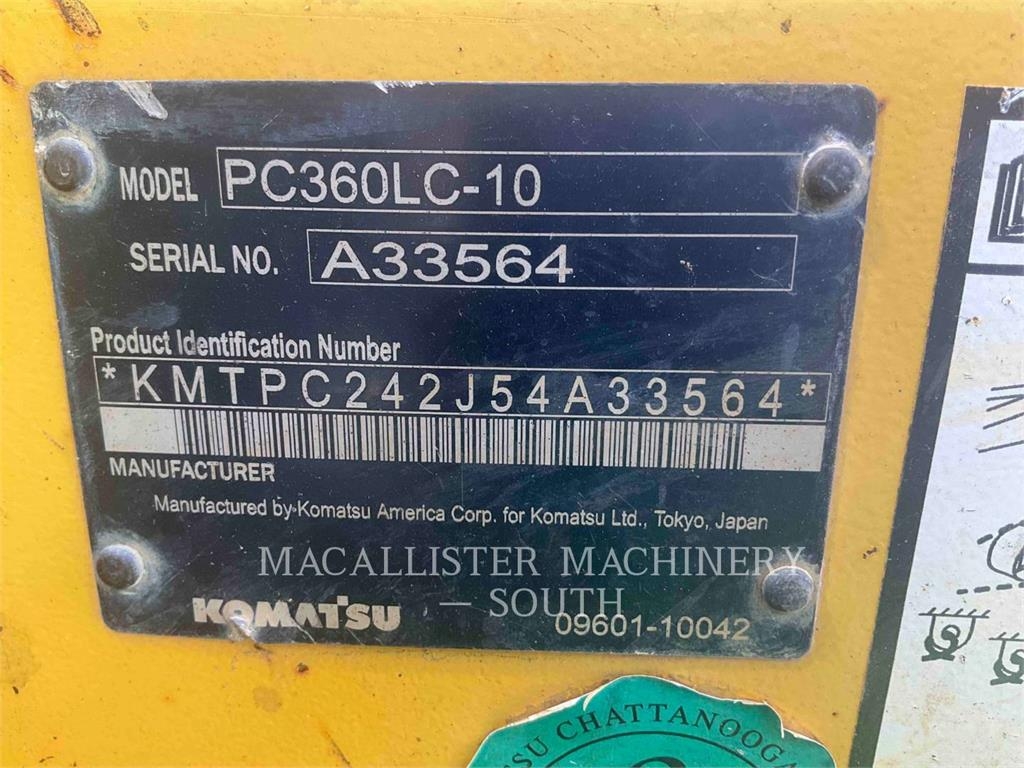 MODEL PC360LC-10
SERIAL NO. A33564
Product Identification Number
*KMTPC242J54A33564*
MANUFACTURER
Manufactured by Komatsu America Corp. for Komatsu Ltd., Tokyo, Japan
MACALLISTER MACHINERY
— SOUTH
KOMATSU 09601-10042
CHATTANOOGA